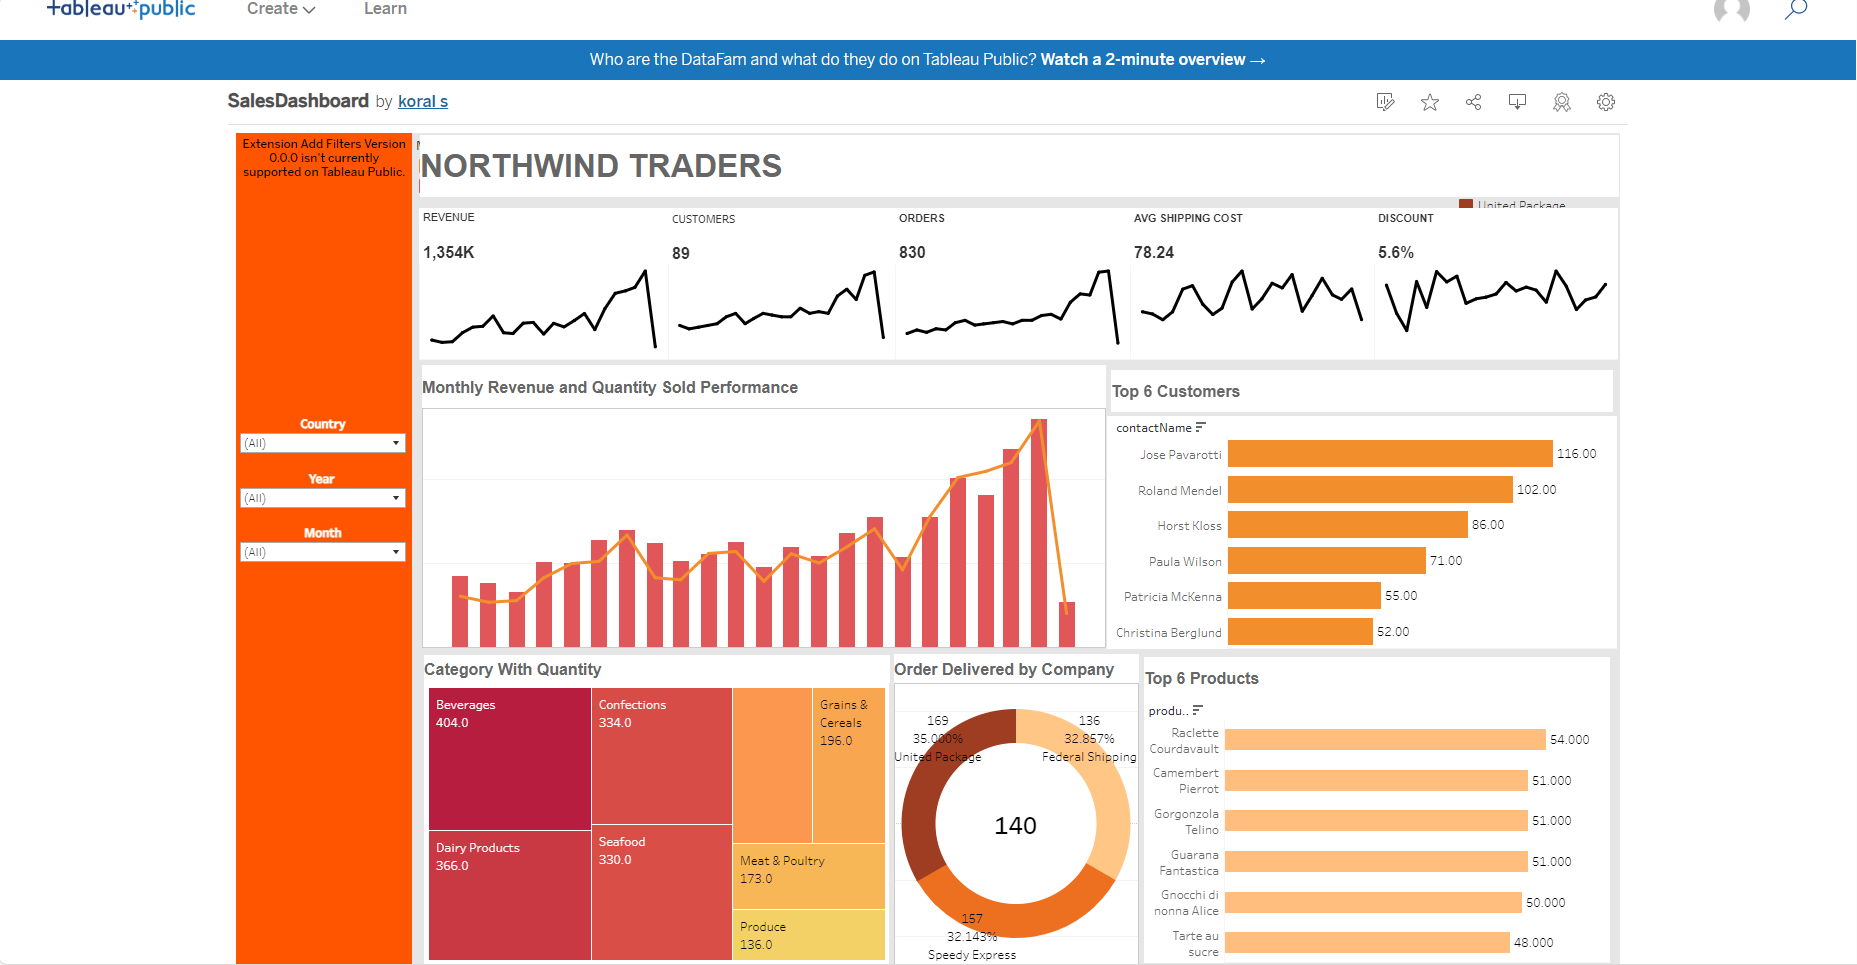 +ableau+public
Create
Learn
Who are the DataFam and what do they do on Tableau Public? Watch a 2-minute overview →
SalesDashboard by koral s
Extension Add Filters Version
0.0.0 isn't currently
supported on Tableau Public.
Country
(All)
Year
(All)
Month
(All)
NORTHWIND TRADERS
United Package
REVENUE
1,354K
CUSTOMERS
89
ORDERS
830
AVG SHIPPING COST
78.24
DISCOUNT
5.6%
Monthly Revenue and Quantity Sold Performance
Top 6 Customers
contactName
Jose Pavarotti 116.00
Roland Mendel 102.00
Horst Kloss 86.00
Paula Wilson 71.00
Patricia McKenna 55.00
Christina Berglund 52.00
Category With Quantity
Beverages
404.0
Dairy Products
366.0
Confections
334.0
Seafood
330.0
Grains &
Cereals
196.0
Meat & Poultry
173.0
Produce
136.0
Order Delivered by Company
169
35.000%
United Package
136
32.857%
Federal Shipping
140
157
32.143%
Speedy Express
Top 6 Products
produ..
Raclette
Courdavault
54.000
Camembert
Pierrot
51.000
Gorgonzola
Telino
51.000
Guarana
Fantastica
51.000
Gnocchi di
nonna Alice
50.000
Tarte au
sucre
48.000